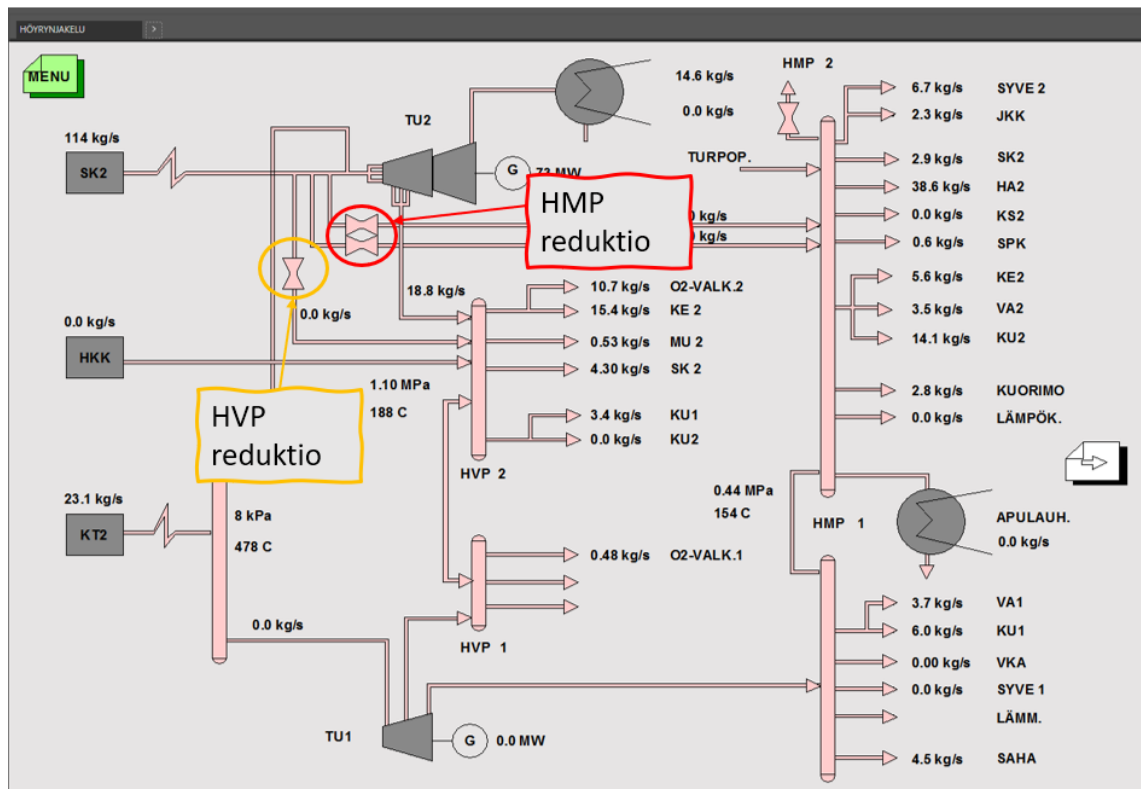 HÖYRYNJAKELU
>
MENU
114 kg/s
SK2
TU2
14.6 kg/s
0.0 kg/s
G
HMP 2
TURPOP.
6.7 kg/s SYVE 2
2.3 kg/s JKK
2.9 kg/s SK2
38.6 kg/s HA2
0.0 kg/s KS2
0.6 kg/s SPK
5.6 kg/s KE2
3.5 kg/s VA2
14.1 kg/s KU2
2.8 kg/s KUORIMO
0.0 kg/s LÄMPÖK.
HMP
reduktio
kg/s
kg/s
18.8 kg/s
0.0 kg/s
10.7 kg/s O2-VALK.2
15.4 kg/s KE 2
0.53 kg/s MU 2
4.30 kg/s SK 2
3.4 kg/s KU1
0.0 kg/s KU2
0.0 kg/s
HKK
1.10 MPa
188 C
HVP
reduktio
HVP 2
23.1 kg/s
KT2
8 kPa
478 C
0.44 MPa
154 C
HMP 1
APULAUH.
0.0 kg/s
0.48 kg/s O2-VALK.1
HVP 1
0.0 kg/s
TU1
G
0.0 MW
3.7 kg/s VA1
6.0 kg/s KU1
0.00 kg/s VKA
0.0 kg/s SYVE 1
LÄMM.
4.5 kg/s SAHA